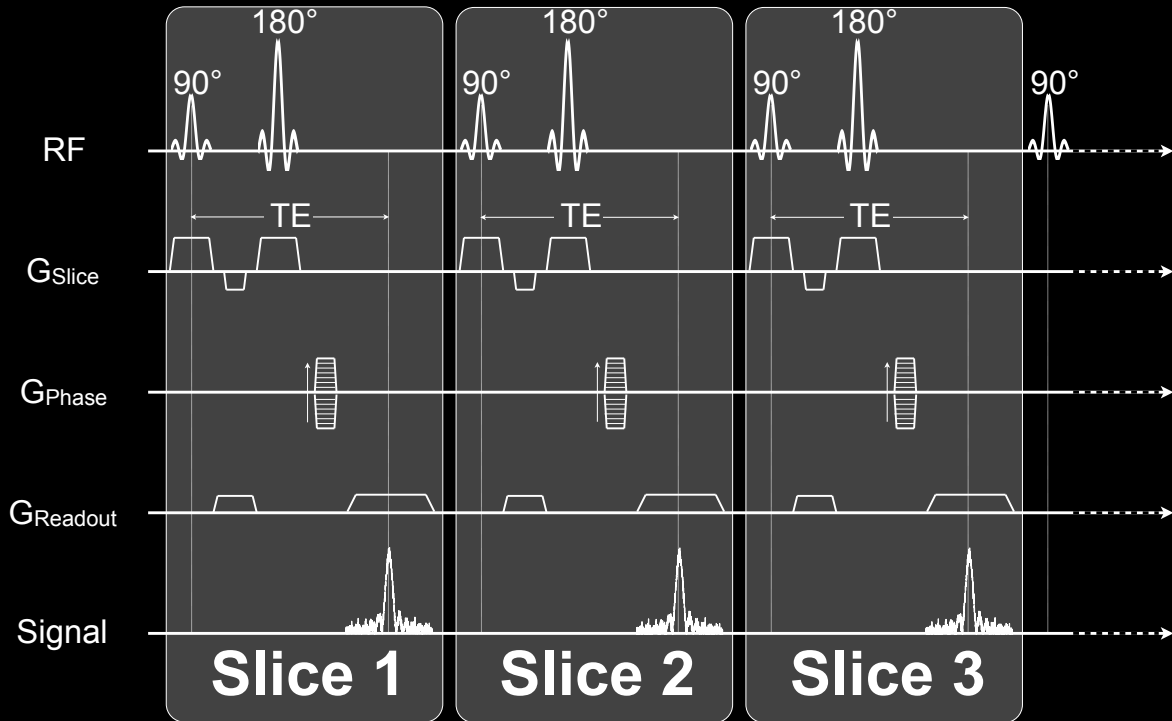 180° 180° 180°
90° 90° 90° 90°
RF
TE TE TE
GSlice
GPhase
GReadout
Signal
Slice 1 Slice 2 Slice 3